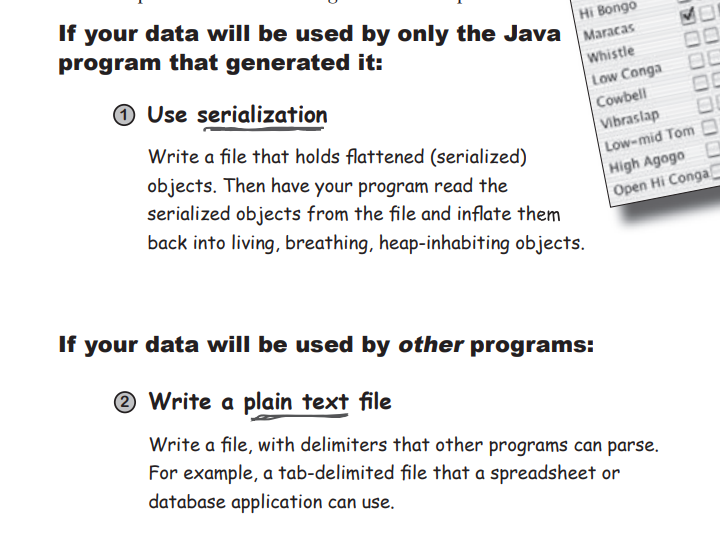 If your data will be used by only the Java
program that generated it:
① Use serialization
Write a file that holds flattened (serialized)
objects. Then have your program read the
serialized objects from the file and inflate them
back into living, breathing, heap-inhabiting objects.
If your data will be used by other programs:
② Write a plain text file
Write a file, with delimiters that other programs can parse.
For example, a tab-delimited file that a spreadsheet or
database application can use.
Hi Bongo
Maracas
Whistle
Low Conga
Cowbell
Vibraslap
Low-mid Tom
High Agogo
Open Hi Conga